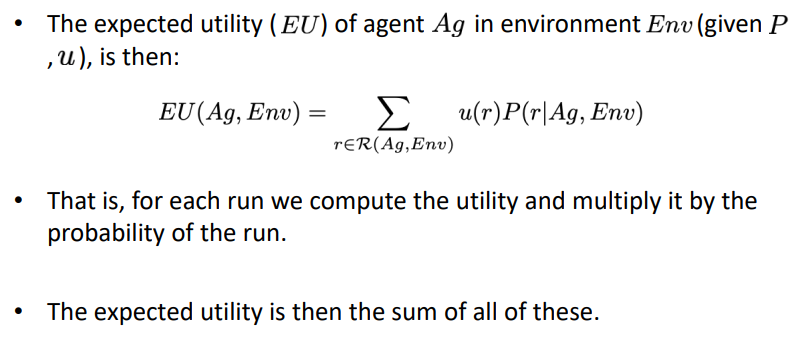 • The expected utility (EU) of agent Ag in environment Env (given P
, u), is then:
EU(Ag, Env) = ∑ u(r)P(r|Ag, Env)
r∈R(Ag,Env)
• That is, for each run we compute the utility and multiply it by the
probability of the run.
• The expected utility is then the sum of all of these.